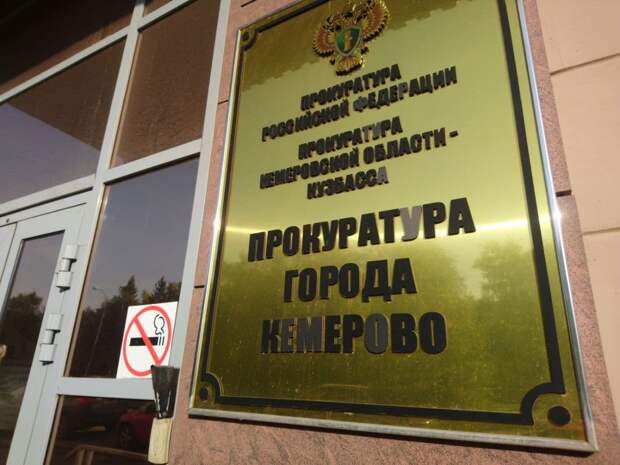 ПРОКУРАТУРА
РОССИЙСКОЙ ФЕДЕРАЦИИ
ПРОКУРАТУРА
КЕМЕРОВСКОЙ ОБЛАСТИ -
КУЗБАССА
ПРОКУРАТУРА
ГОРОДА
КЕМЕРОВО